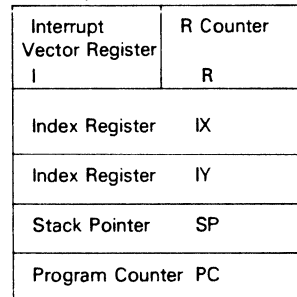 Interrupt
Vector Register
I
R Counter
R
Index Register IX
Index Register IY
Stack Pointer SP
Program Counter PC